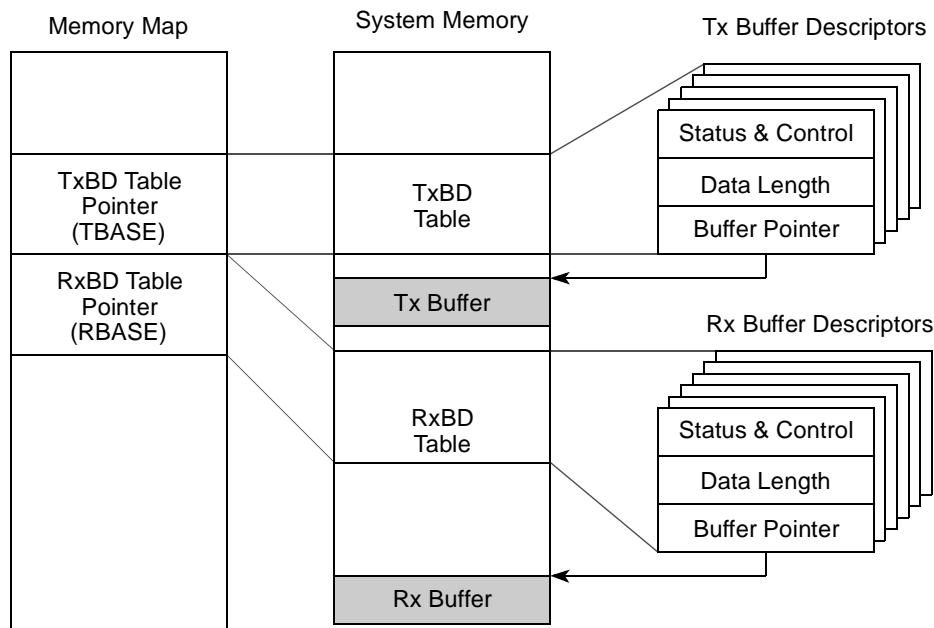 Memory Map
System Memory
Tx Buffer Descriptors
TxBD Table
Pointer
(TBASE)
RxBD Table
Pointer
(RBASE)
TxBD
Table
Tx Buffer
RxBD
Table
Rx Buffer
Status & Control
Data Length
Buffer Pointer
Rx Buffer Descriptors
Status & Control
Data Length
Buffer Pointer